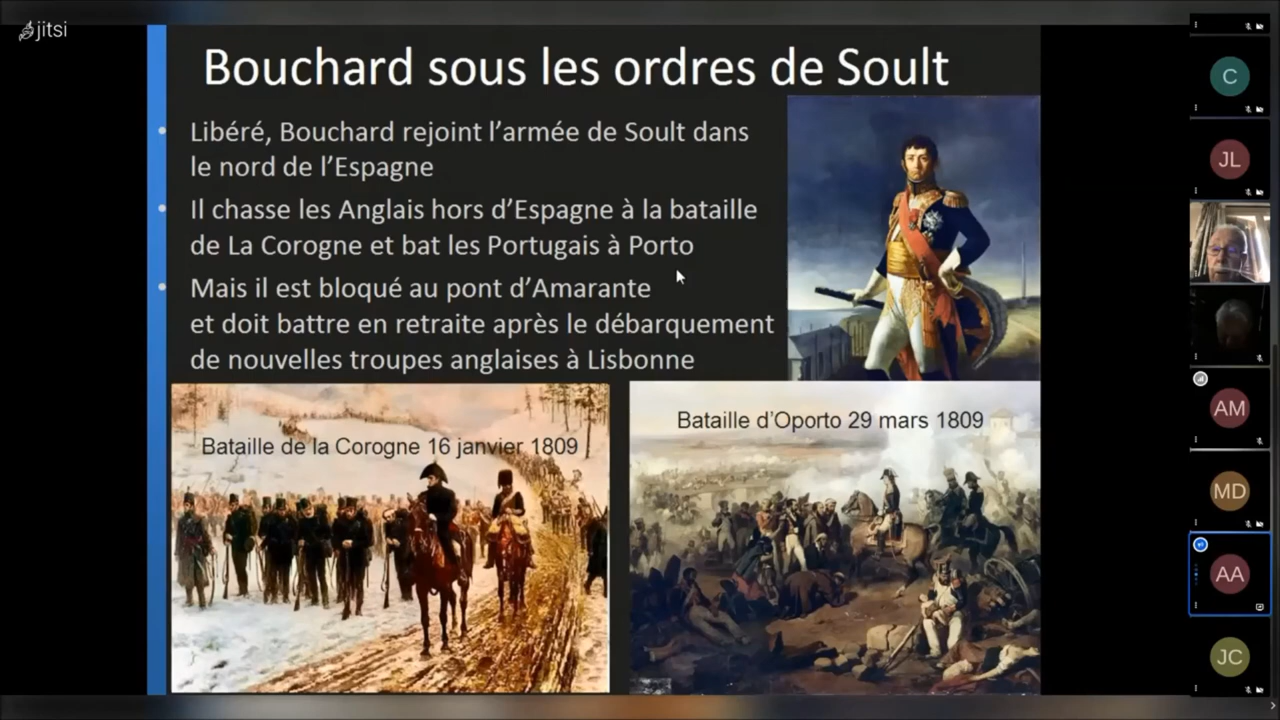 jitsi
Bouchard sous les ordres de Soult
• Libéré, Bouchard rejoint l’armée de Soult dans
le nord de l’Espagne
• Il chasse les Anglais hors d’Espagne à la bataille
de La Corogne et bat les Portugais à Porto
• Mais il est bloqué au pont d’Amarante
et doit battre en retraite après le débarquement
de nouvelles troupes anglaises à Lisbonne
Bataille de la Corogne 16 janvier 1809
Bataille d’Oporto 29 mars 1809
C
JL
AM
MD
AA
JC